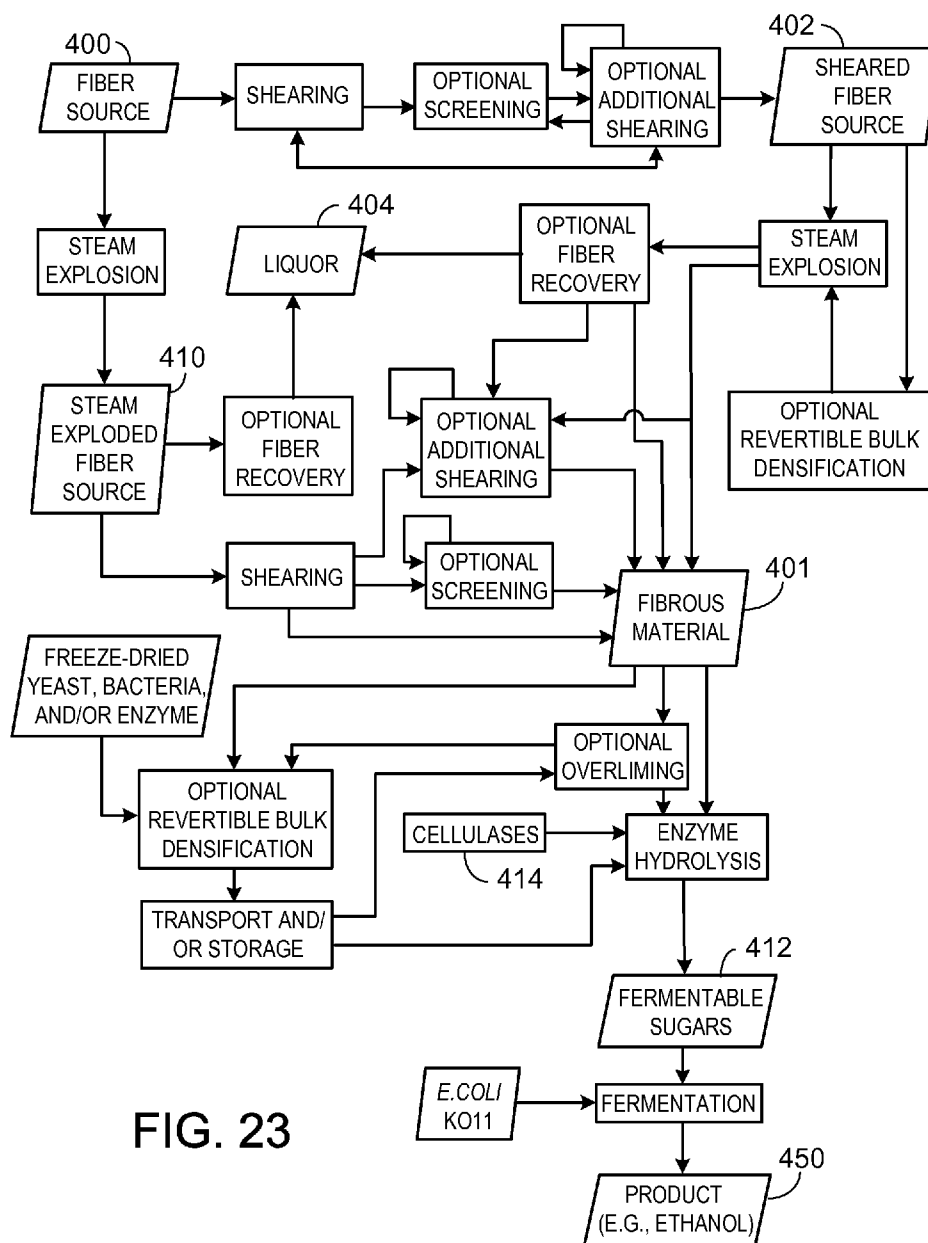 400
FIBER
SOURCE
SHEARING
OPTIONAL
SCREENING
OPTIONAL
ADDITIONAL
SHEARING
402
SHEARED
FIBER
SOURCE
STEAM
EXPLOSION
404
LIQUOR
OPTIONAL
FIBER
RECOVERY
STEAM
EXPLOSION
410
STEAM
EXPLODED
FIBER
SOURCE
OPTIONAL
FIBER
RECOVERY
OPTIONAL
ADDITIONAL
SHEARING
OPTIONAL
REVERTIBLE BULK
DENSIFICATION
SHEARING
OPTIONAL
SCREENING
401
FIBROUS
MATERIAL
FREEZE-DRIED
YEAST, BACTERIA,
AND/OR ENZYME
OPTIONAL
REVERTIBLE BULK
DENSIFICATION
OPTIONAL
OVERLIMING
CELLULASES
414
ENZYME
HYDROLYSIS
TRANSPORT AND/
OR STORAGE
412
FERMENTABLE
SUGARS
E.COLI
KO11
FERMENTATION
FIG. 23
450
PRODUCT
(E.G., ETHANOL)